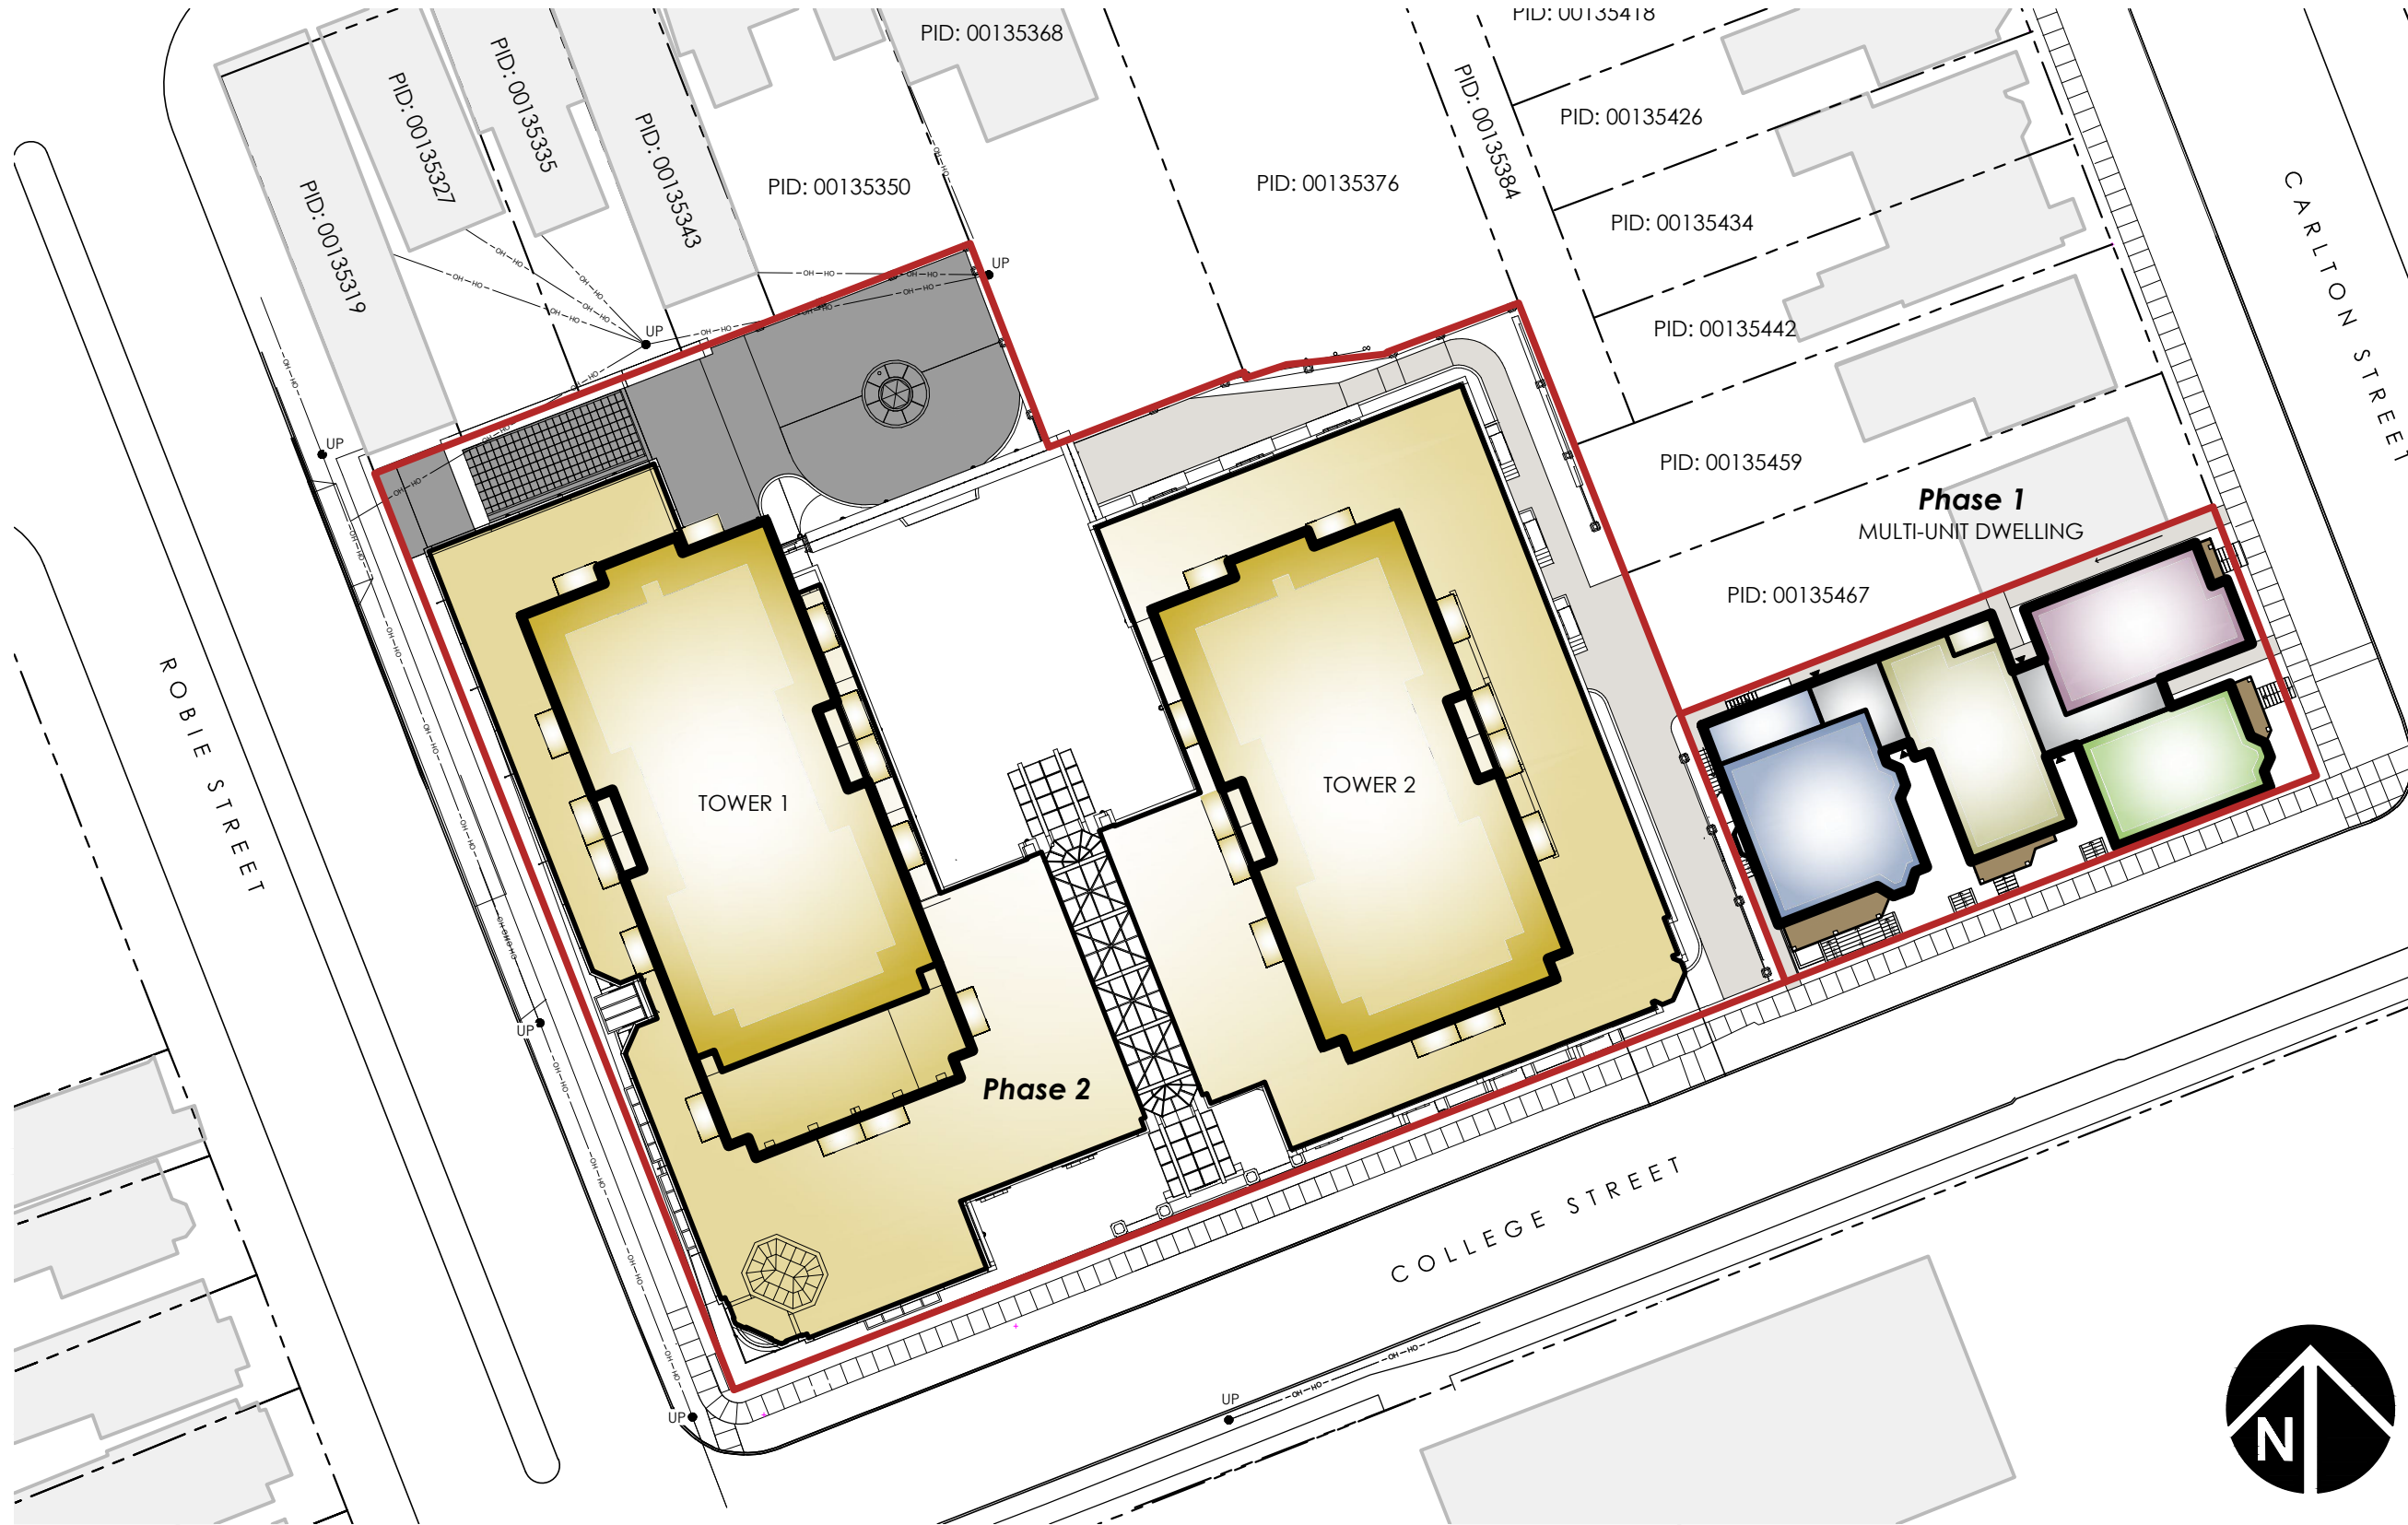 PID: 00135368
PID: 00135418
PID: 00135319
PID: 00135327
PID: 00135335
PID: 00135343
PID: 00135350
PID: 00135376
PID: 00135384
PID: 00135426
PID: 00135434
PID: 00135442
PID: 00135459
PID: 00135467
CARLTON STREET
UP
UP
UP
Phase 1
MULTI-UNIT DWELLING
ROBIE STREET
TOWER 1
TOWER 2
Phase 2
UP
COLLEGE STREET
UP
UP
N